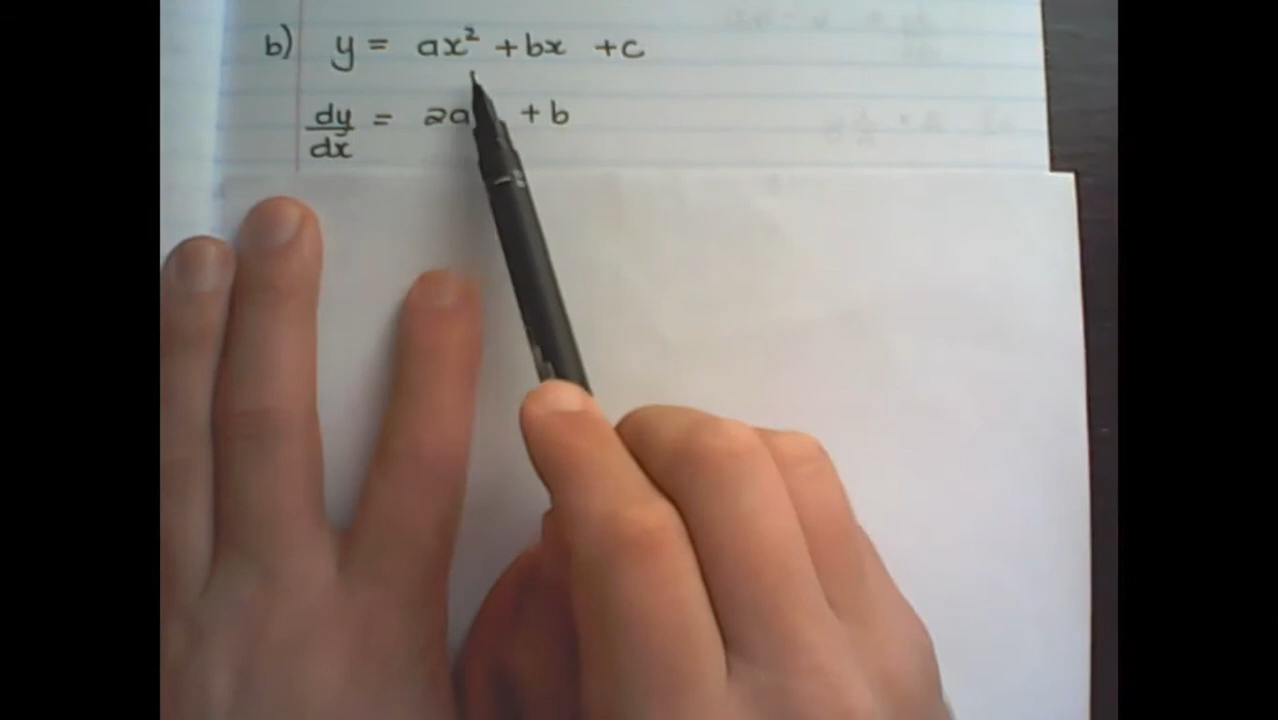 b) y = ax² + bx + c
dy/dx = 2a + b